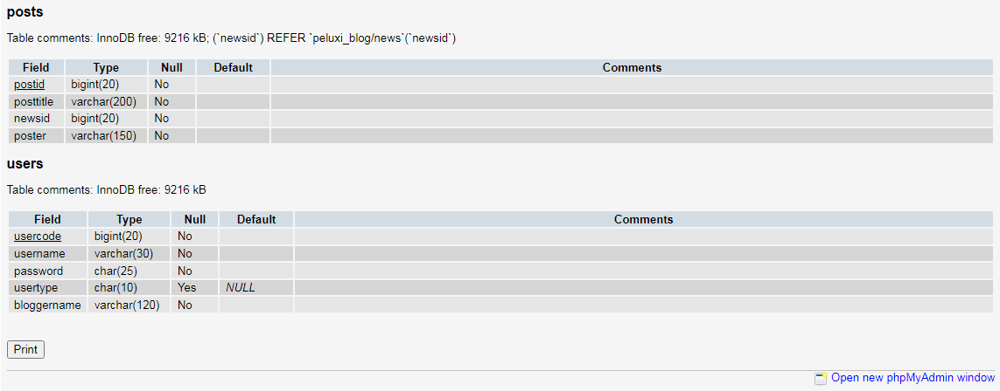 posts
Table comments: InnoDB free: 9216 kB; (`newsid`) REFER `peluxi_blog/news`(`newsid`)
Field Type Null Default Comments
postid bigint(20) No
posttitle varchar(200) No
newsid bigint(20) No
poster varchar(150) No
users
Table comments: InnoDB free: 9216 kB
Field Type Null Default Comments
usercode bigint(20) No
username varchar(30) No
password char(25) No
usertype char(10) Yes NULL
bloggername varchar(120) No
Print
Open new phpMyAdmin window